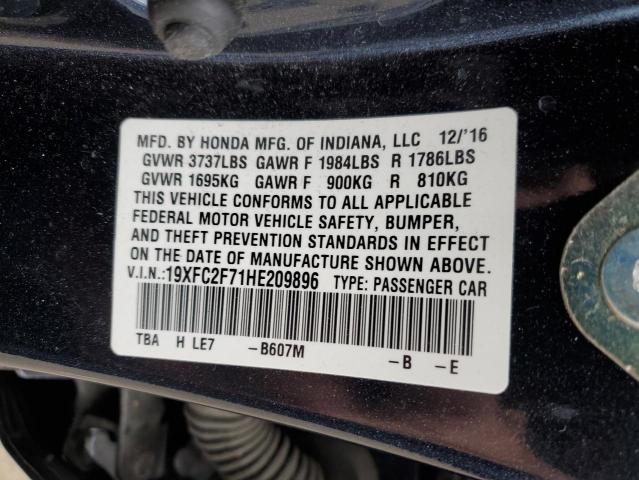 MFD. BY HONDA MFG. OF INDIANA, LLC 12/'16
GVWR 3737LBS GAWR F 1984LBS R 1786LBS
GVWR 1695KG GAWR F 900KG R 810KG
THIS VEHICLE CONFORMS TO ALL APPLICABLE
FEDERAL MOTOR VEHICLE SAFETY, BUMPER,
AND THEFT PREVENTION STANDARDS IN EFFECT
ON THE DATE OF MANUFACTURE SHOWN ABOVE.
V.I.N.:19XFC2F71HE209896 TYPE: PASSENGER CAR
TBA H LE7 -B607M -B -E